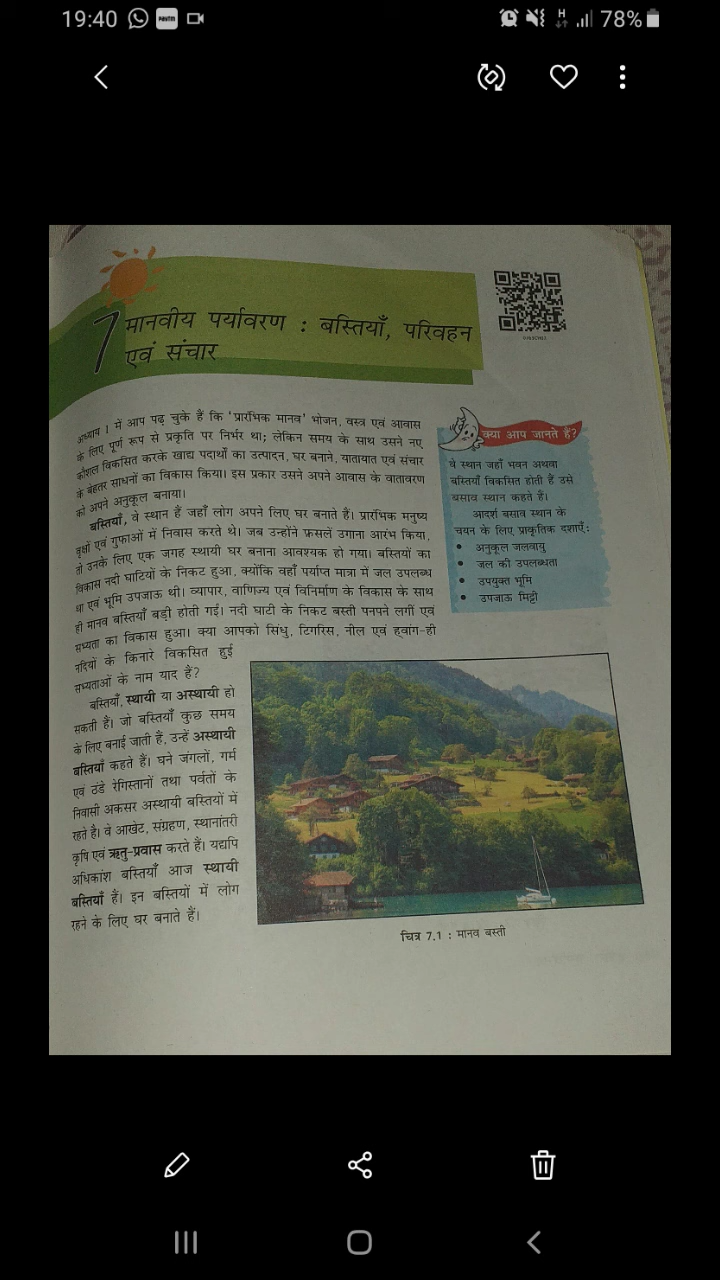 19:40
78%
7 मानवीय पर्यावरण : बस्तियाँ, परिवहन
एवं संचार
अध्याय 1 में आप पढ़ चुके हैं कि 'प्रारंभिक मानव' भोजन, वस्त्र एवं आवास
के लिए पूर्ण रूप से प्रकृति पर निर्भर था; लेकिन समय के साथ उसने नए
कौशल विकसित करके खाद्य पदार्थों का उत्पादन, घर बनाने, यातायात एवं संचार
के बेहतर साधनों का विकास किया। इस प्रकार उसने अपने आवास के वातावरण
को अपने अनुकूल बनाया।
बस्तियाँ, वे स्थान हैं जहाँ लोग अपने लिए घर बनाते हैं। प्रारंभिक मनुष्य
वृक्षों एवं गुफाओं में निवास करते थे। जब उन्होंने फ़सलें उगाना आरंभ किया,
तो उनके लिए एक जगह स्थायी घर बनाना आवश्यक हो गया। बस्तियों का
विकास नदी घाटियों के निकट हुआ, क्योंकि वहाँ पर्याप्त मात्रा में जल उपलब्ध
था एवं भूमि उपजाऊ थी। व्यापार, वाणिज्य एवं विनिर्माण के विकास के साथ
ही मानव बस्तियाँ बड़ी होती गईं। नदी घाटी के निकट बस्ती पनपने लगीं एवं
सभ्यता का विकास हुआ। क्या आपको सिंधु, टिगरिस, नील एवं ह्वांग-ही
नदियों के किनारे विकसित हुई
सभ्यताओं के नाम याद हैं?
बस्तियाँ, स्थायी या अस्थायी हो
सकती हैं। जो बस्तियाँ कुछ समय
के लिए बनाई जाती हैं, उन्हें अस्थायी
बस्तियाँ कहते हैं। घने जंगलों, गर्म
एवं ठंडे रेगिस्तानों तथा पर्वतों के
निवासी अकसर अस्थायी बस्तियों में
रहते हैं। वे आखेट, संग्रहण, स्थानांतरी
कृषि एवं ऋतु-प्रवास करते हैं। यद्यपि
अधिकांश बस्तियाँ आज स्थायी
बस्तियाँ हैं। इन बस्तियों में लोग
रहने के लिए घर बनाते हैं।
क्या आप जानते हैं?
वे स्थान जहाँ भवन अथवा
बस्तियाँ विकसित होती हैं उसे
बसाव स्थान कहते हैं।
आदर्श बसाव स्थान के
चयन के लिए प्राकृतिक दशाएँ:
• अनुकूल जलवायु
• जल की उपलब्धता
• उपयुक्त भूमि
• उपजाऊ मिट्टी
चित्र 7.1 : मानव बस्ती